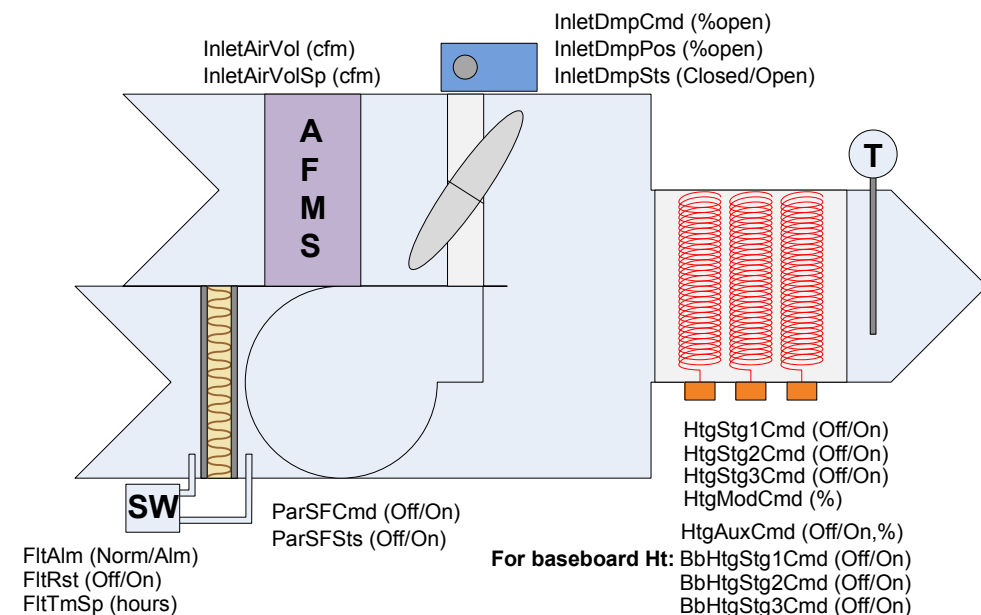 InletDmpCmd (%open)
InletDmpPos (%open)
InletDmpSts (Closed/Open)
InletAirVol (cfm)
InletAirVolSp (cfm)
A
F
M
S
T
SW
FltAlm (Norm/Alm)
FltRst (Off/On)
FltTmSp (hours)
ParSFCmd (Off/On)
ParSFSts (Off/On)
HtgStg1Cmd (Off/On)
HtgStg2Cmd (Off/On)
HtgStg3Cmd (Off/On)
HtgModCmd (%)
HtgAuxCmd (Off/On,%)
For baseboard Ht: BbHtgStg1Cmd (Off/On)
BbHtgStg2Cmd (Off/On)
BbHtgStg3Cmd (Off/On)